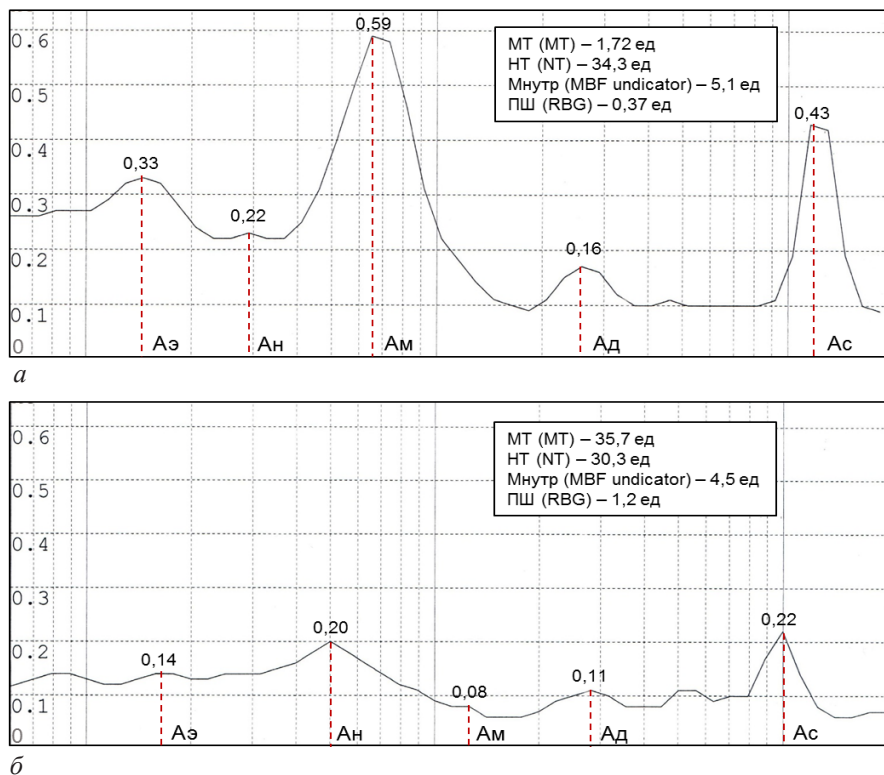 0.6
0,59
МТ (MT) – 1,72 ед
НТ (NT) – 34,3 ед
Мнутр (MBF undicator) – 5,1 ед
ПШ (RBG) – 0,37 ед
0.5
0,43
0.4
0,33
0.3
0,22
0.2
0,16
0.1
0
Аэ Ан Ам Ад Ас
а
0.6
МТ (MT) – 35,7 ед
НТ (NT) – 30,3 ед
Мнутр (MBF undicator) – 4,5 ед
ПШ (RBG) – 1,2 ед
0.5
0.4
0.3
0,20
0,22
0.2
0,14
0,11
0,08
0.1
0
Аэ Ан Ам Ад Ас
б